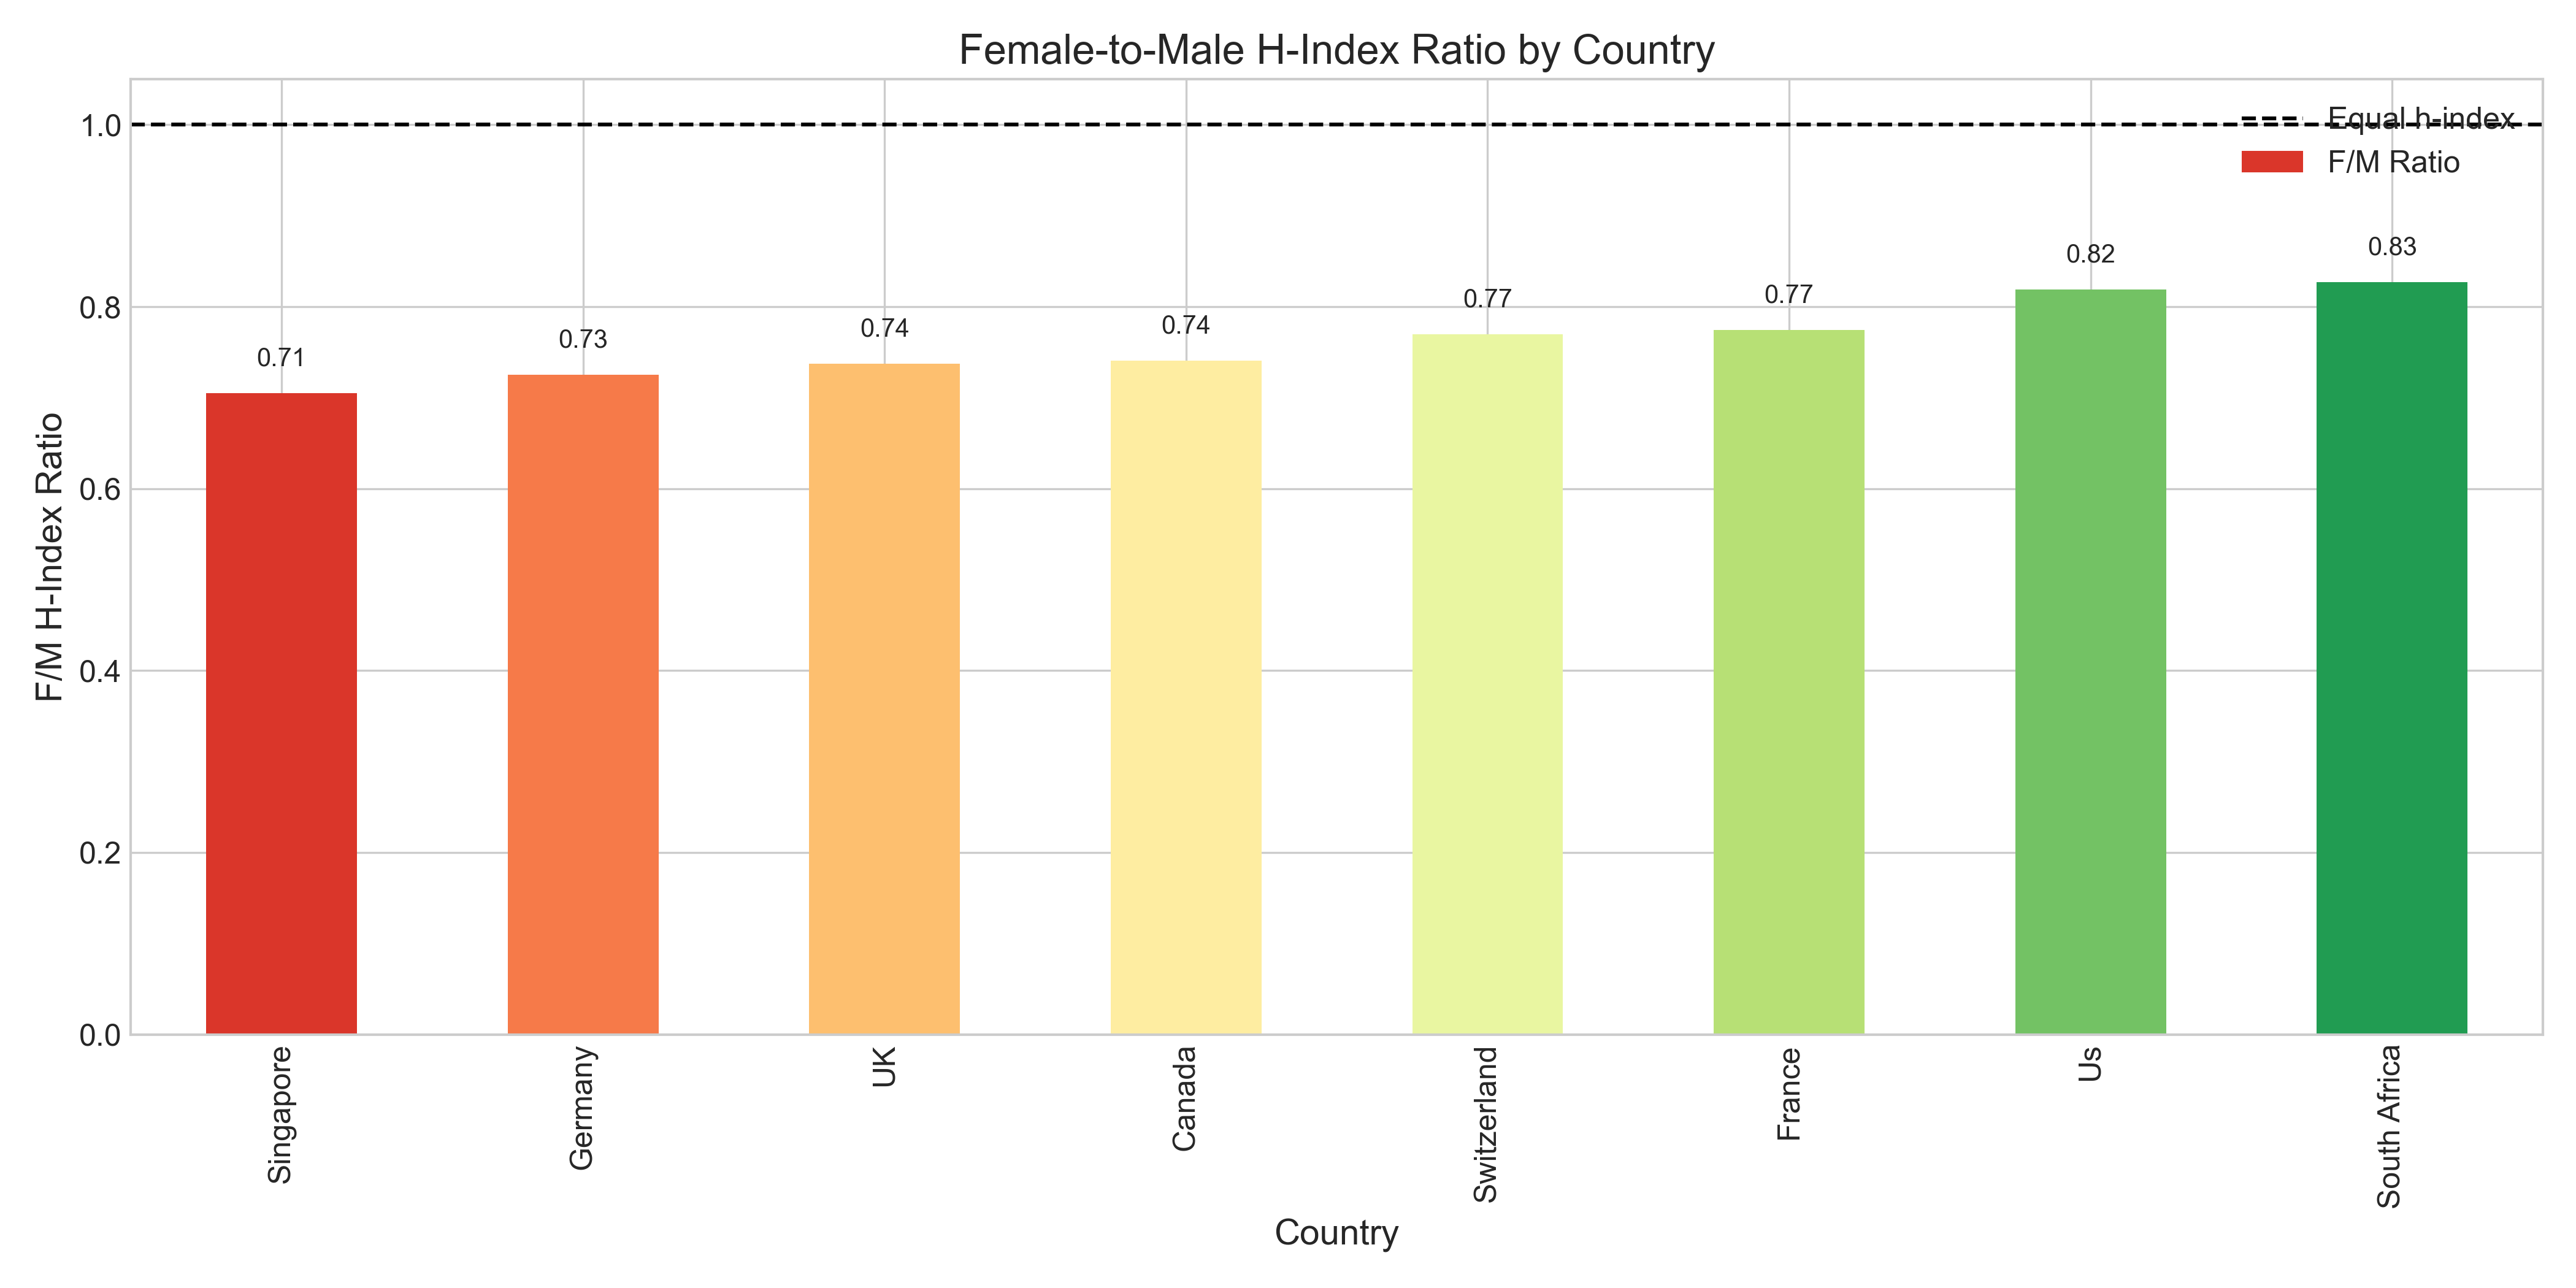 Female-to-Male H-Index Ratio by Country
F/M H-Index Ratio
1.0
0.8
0.6
0.4
0.2
0.0
Equal h-index
F/M Ratio
0.71
0.73
0.74
0.74
0.77
0.77
0.82
0.83
Singapore
Germany
UK
Canada
Switzerland
France
Us
South Africa
Country